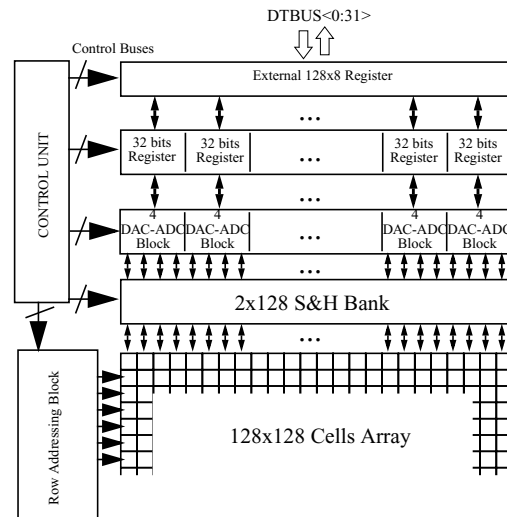 DTBUS<0:31>
Control Buses
External 128x8 Register
...
CONTROL UNIT
32 bits
Register
32 bits
Register
...
32 bits
Register
32 bits
Register
...
4
DAC-ADC
Block
4
DAC-ADC
Block
...
4
DAC-ADC
Block
4
DAC-ADC
Block
...
2x128 S&H Bank
...
Row Addressing Block
128x128 Cells Array